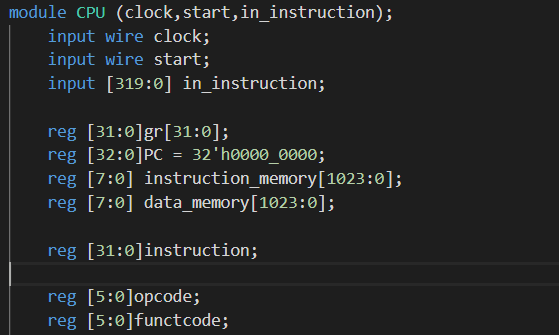 module CPU (clock,start,in_instruction);
    input wire clock;
    input wire start;
    input [319:0] in_instruction;
    reg [31:0]gr[31:0];
    reg [32:0]PC = 32'h0000_0000;
    reg [7:0] instruction_memory[1023:0];
    reg [7:0] data_memory[1023:0];
    reg [31:0]instruction;
    reg [5:0]opcode;
    reg [5:0]functcode;